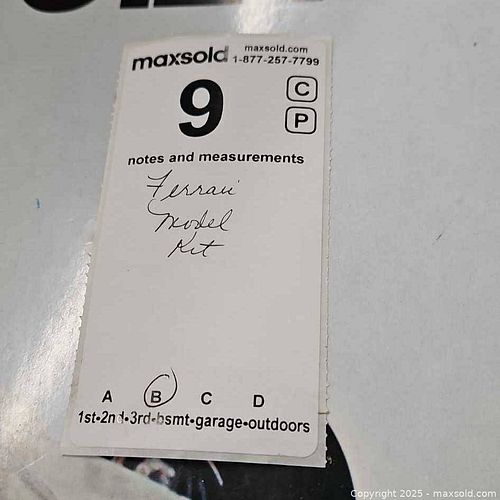 maxsold maxsold.com
1-877-257-7799
9 C
P
notes and measurements
Ferrari
Model
Kit
A B C D
1st•2nd•3rd•bsmt•garage•outdoors
Copyright © 2025 - maxsold.com